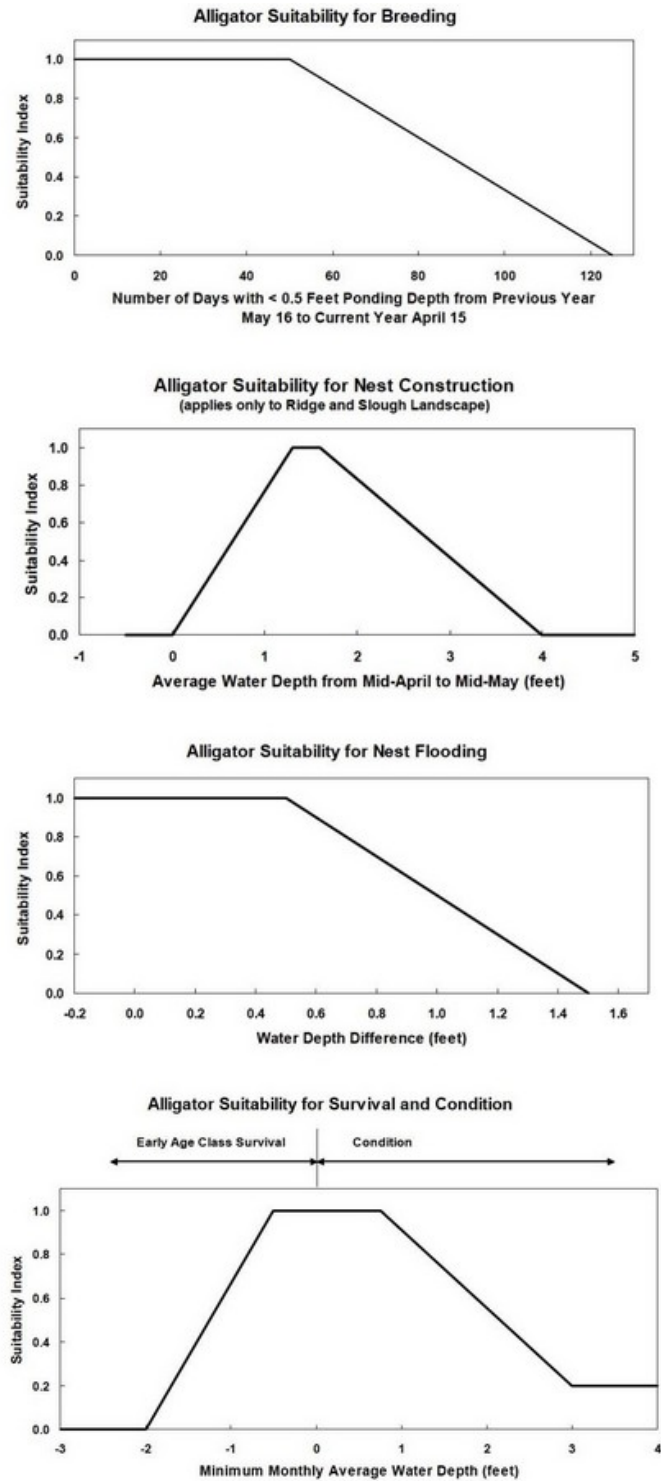 Alligator Suitability for Breeding
Suitability Index
1.0
0.8
0.6
0.4
0.2
0.0
0 20 40 60 80 100 120
Number of Days with < 0.5 Feet Ponding Depth from Previous Year
May 16 to Current Year April 15
Alligator Suitability for Nest Construction
(applies only to Ridge and Slough Landscape)
Suitability Index
1.0
0.8
0.6
0.4
0.2
0.0
-1 0 1 2 3 4 5
Average Water Depth from Mid-April to Mid-May (feet)
Alligator Suitability for Nest Flooding
Suitability Index
1.0
0.8
0.6
0.4
0.2
0.0
-0.2 0.0 0.2 0.4 0.6 0.8 1.0 1.2 1.4 1.6
Water Depth Difference (feet)
Alligator Suitability for Survival and Condition
Early Age Class Survival Condition
Suitability Index
1.0
0.8
0.6
0.4
0.2
0.0
-3 -2 -1 0 1 2 3 4
Minimum Monthly Average Water Depth (feet)